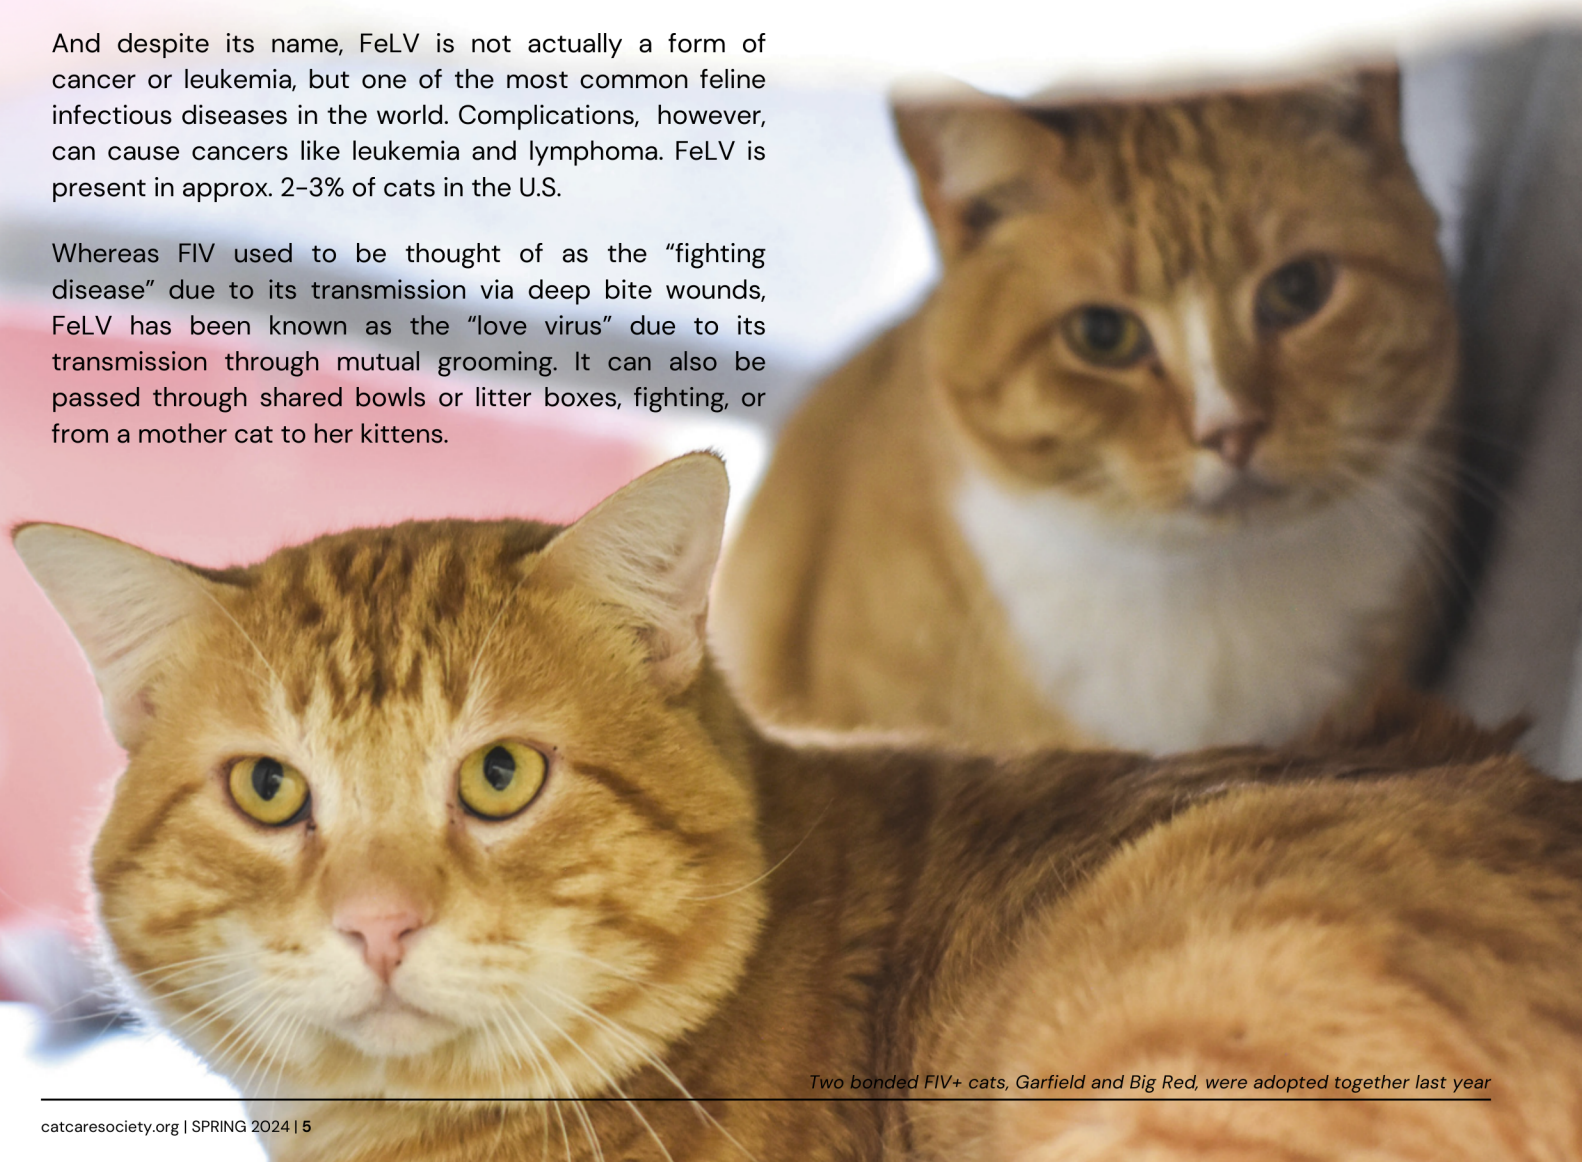 And despite its name, FeLV is not actually a form of
cancer or leukemia, but one of the most common feline
infectious diseases in the world. Complications, however,
can cause cancers like leukemia and lymphoma. FeLV is
present in approx. 2-3% of cats in the U.S.
Whereas FIV used to be thought of as the “fighting
disease” due to its transmission via deep bite wounds,
FeLV has been known as the “love virus” due to its
transmission through mutual grooming. It can also be
passed through shared bowls or litter boxes, fighting, or
from a mother cat to her kittens.
Two bonded FIV+ cats, Garfield and Big Red, were adopted together last year
catcaresociety.org | SPRING 2024 | 5